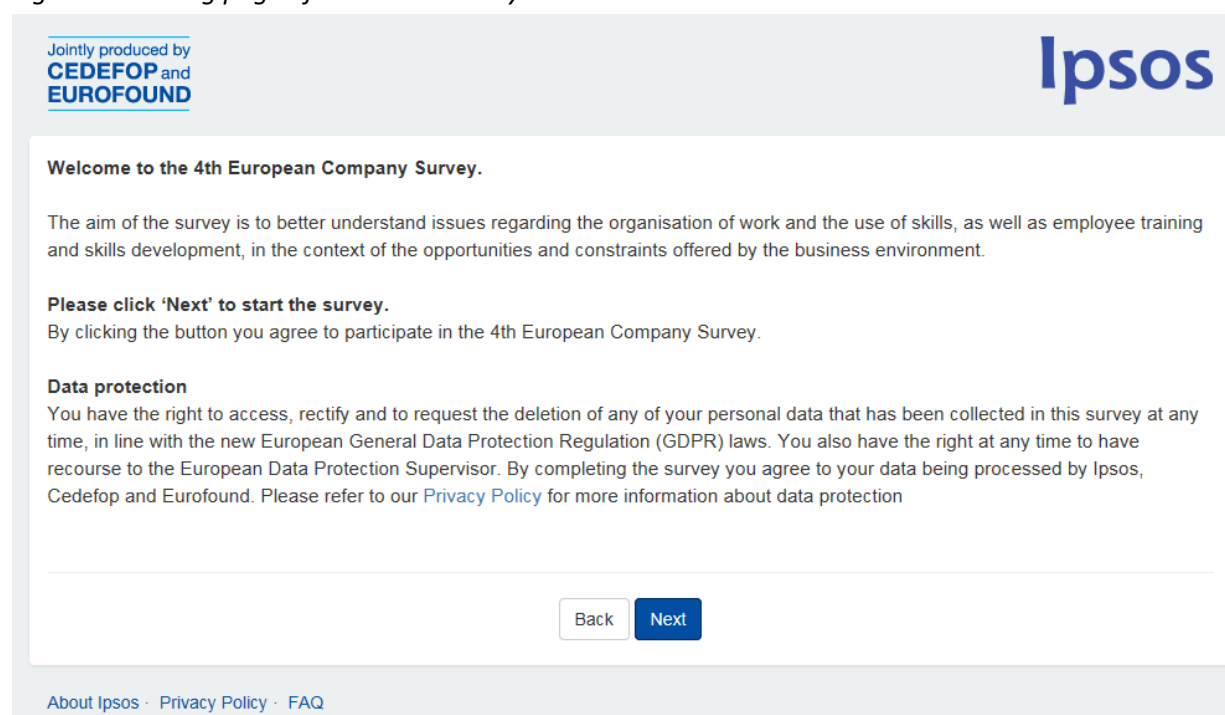 Jointly produced by
CEDEFOP and
EUROFOUND
Ipsos
Welcome to the 4th European Company Survey.
The aim of the survey is to better understand issues regarding the organisation of work and the use of skills, as well as employee training
and skills development, in the context of the opportunities and constraints offered by the business environment.
Please click ‘Next’ to start the survey.
By clicking the button you agree to participate in the 4th European Company Survey.
Data protection
You have the right to access, rectify and to request the deletion of any of your personal data that has been collected in this survey at any
time, in line with the new European General Data Protection Regulation (GDPR) laws. You also have the right at any time to have
recourse to the European Data Protection Supervisor. By completing the survey you agree to your data being processed by Ipsos,
Cedefop and Eurofound. Please refer to our Privacy Policy for more information about data protection
Back Next
About Ipsos · Privacy Policy · FAQ